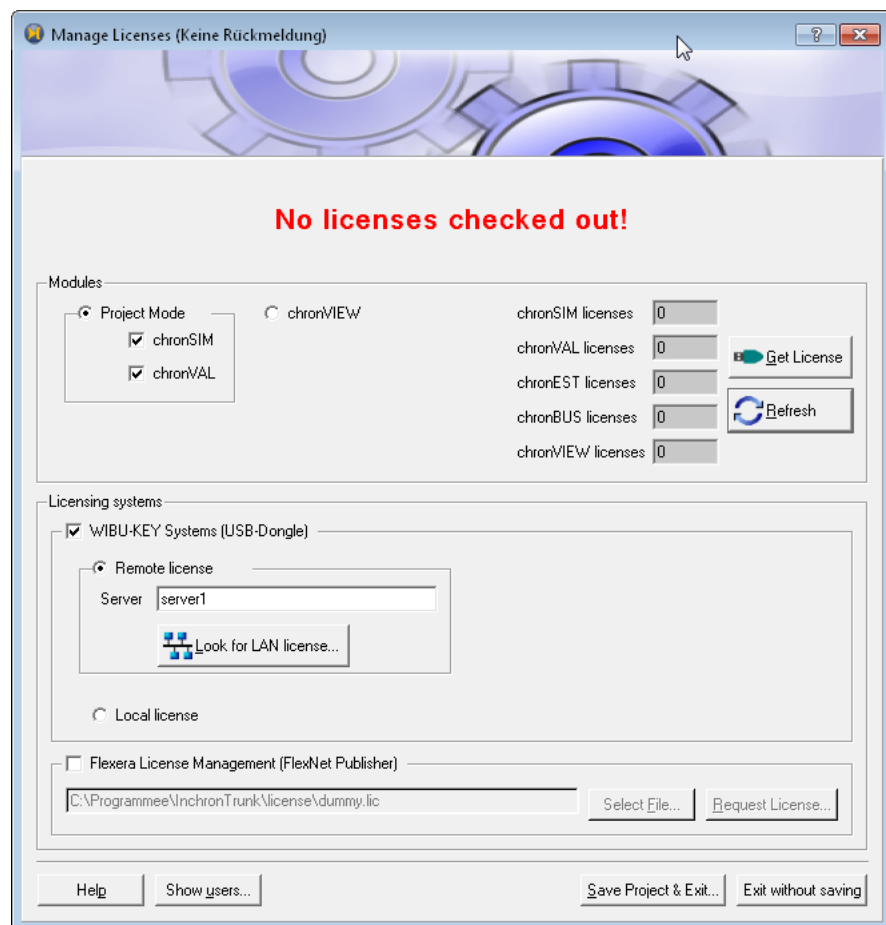 Manage Licenses (Keine Rückmeldung)
No licenses checked out!
Modules
Project Mode
chronVIEW
chronSIM
chronVAL
chronSIM licenses 0
chronVAL licenses 0
chronEST licenses 0
chronBUS licenses 0
chronVIEW licenses 0
Get License
Refresh
Licensing systems
WIBU-KEY Systems (USB-Dongle)
Remote license
Server server1
Look for LAN license...
Local license
Flexera License Management (FlexNet Publisher)
C:\Programmee\InchronTrunk\license\dummy.lic
Select File...
Request License...
Help
Show users...
Save Project & Exit...
Exit without saving